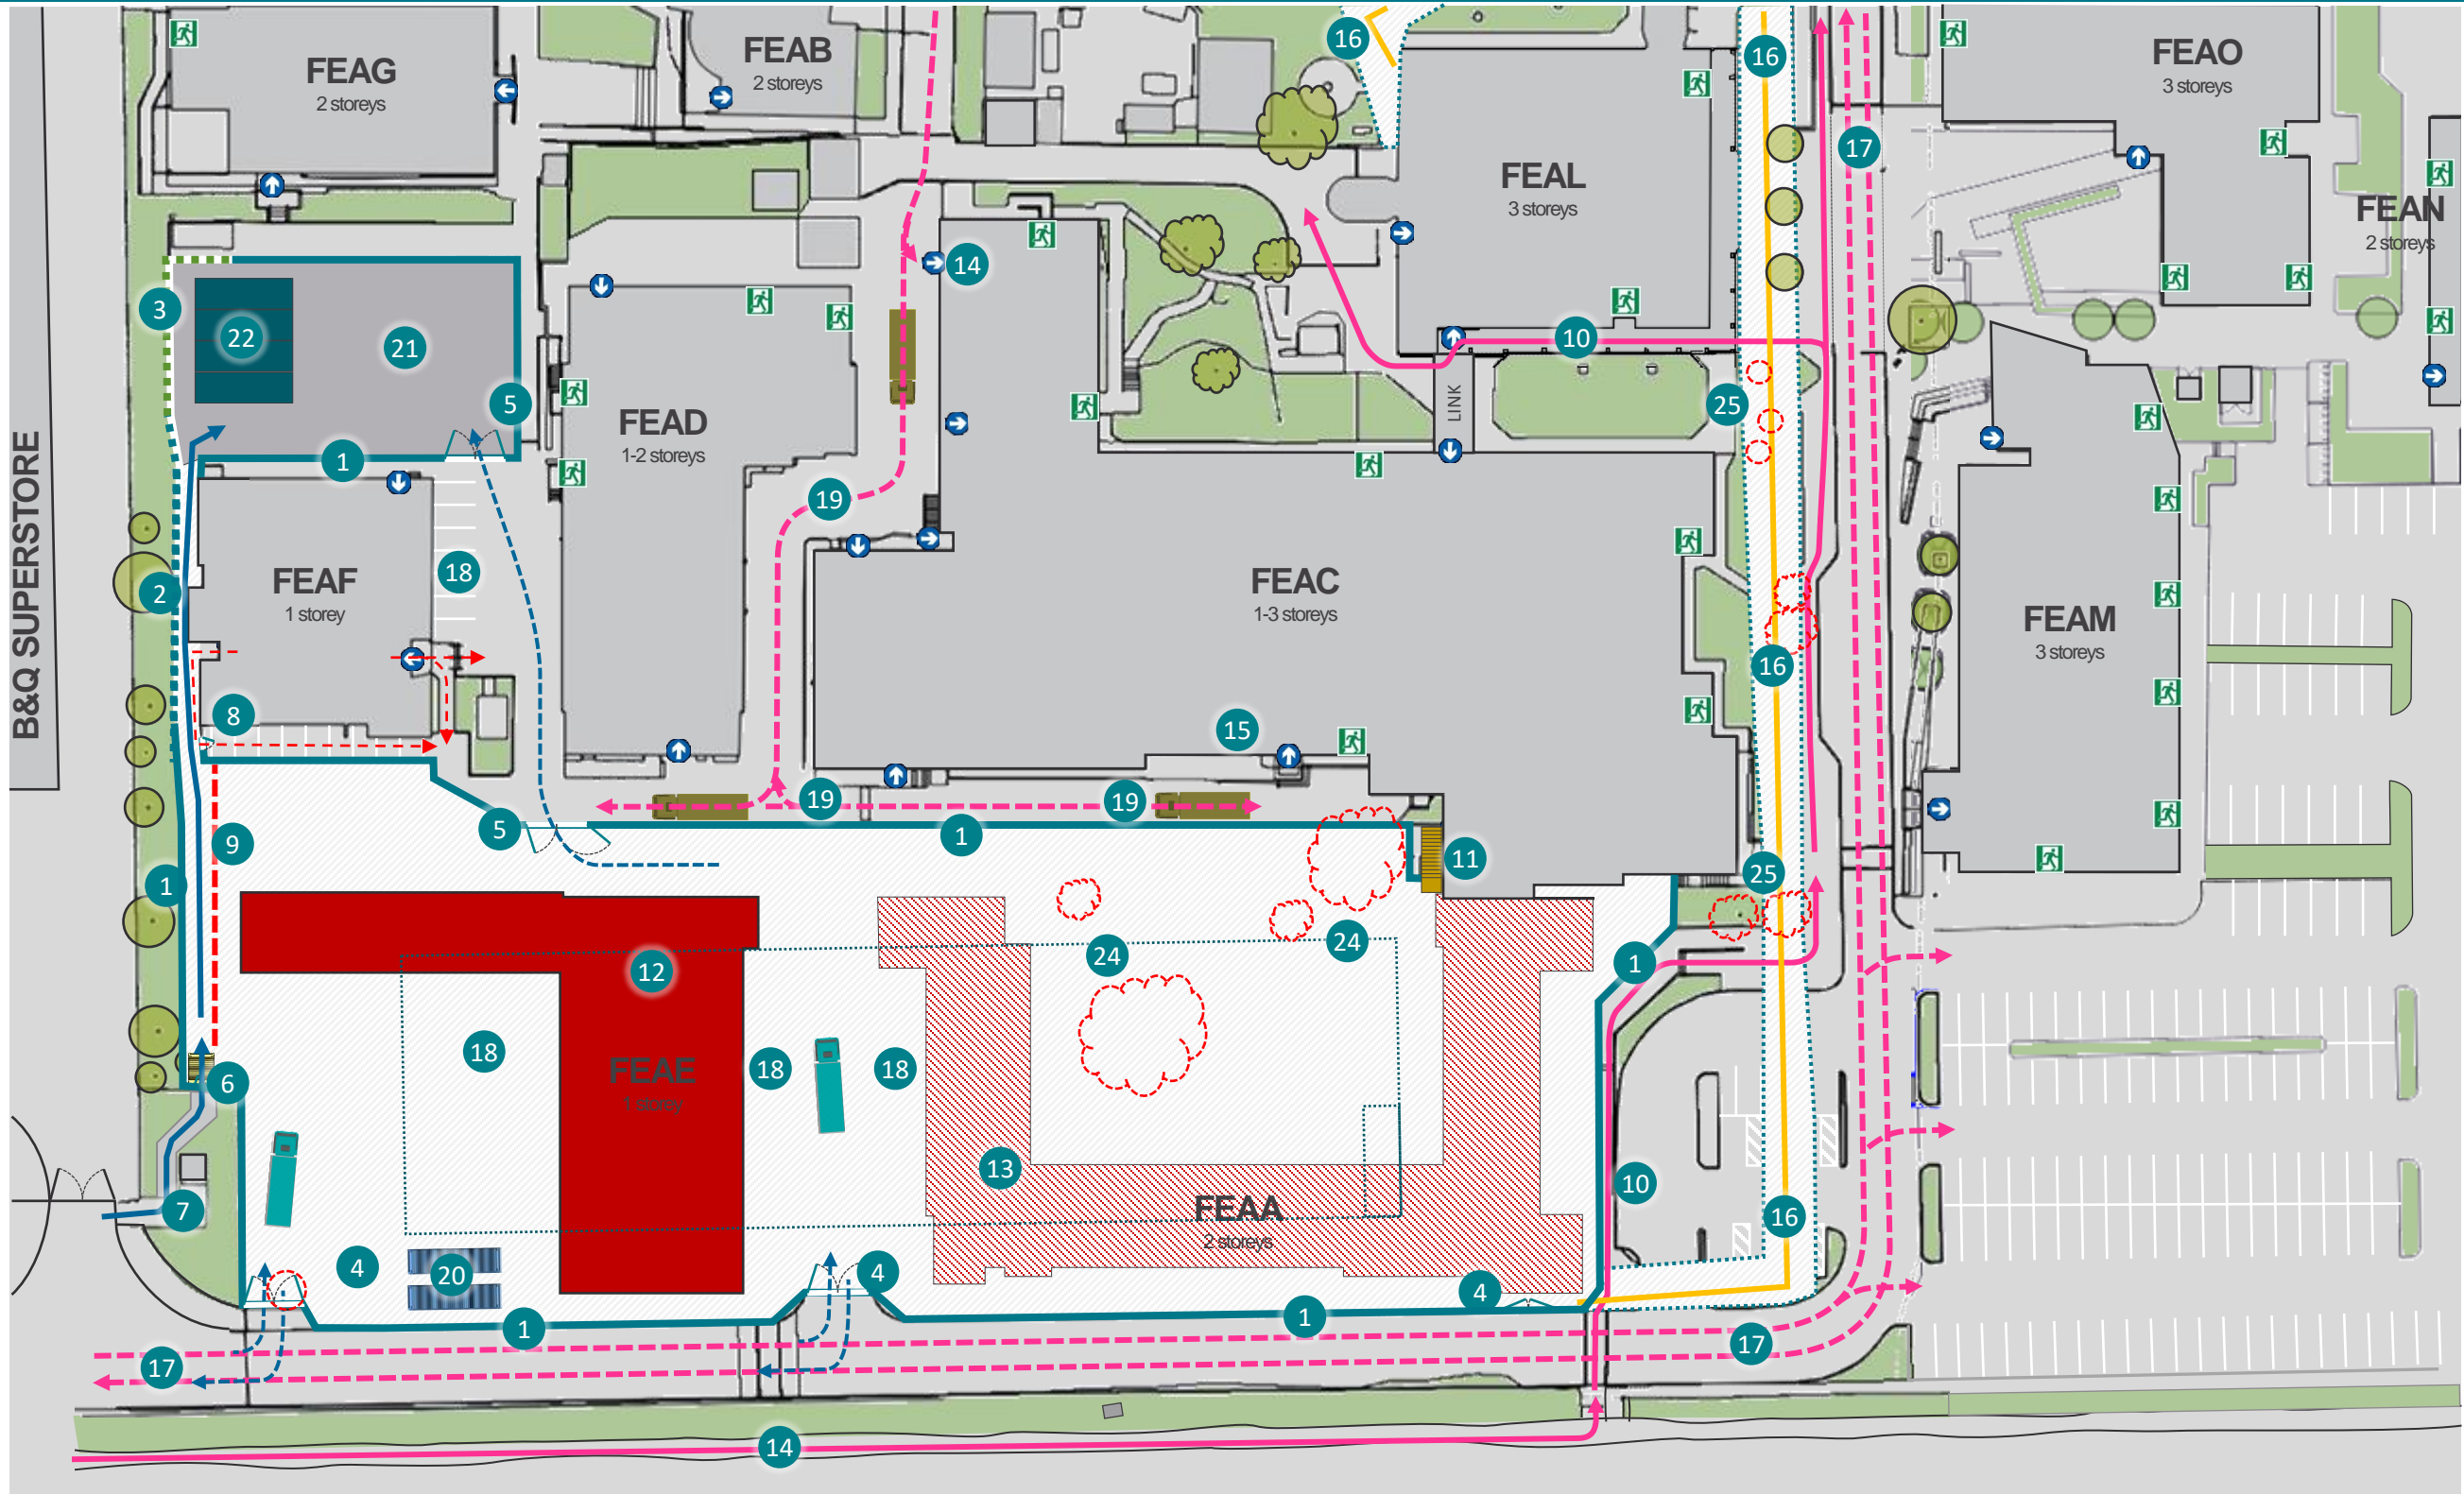 16
16
FEAG
2 storeys
FEAB
2 storeys
FEAO
3 storeys
17
FEAL
3 storeys
FEAN
2 storeys
14
3
22
21
10
5
25
LINK
FEAD
1-2 storeys
1
19
B&Q SUPERSTORE
18
FEAF
1 storey
2
FEAC
1-3 storeys
FEAM
3 storeys
16
8
15
19
19
5
1
9
11
1
25
24
24
1
12
18
FEAE
1 storey
18
18
6
13
10
7
FEAA
2 storeys
16
4
20
4
4
1
1
17
17
14